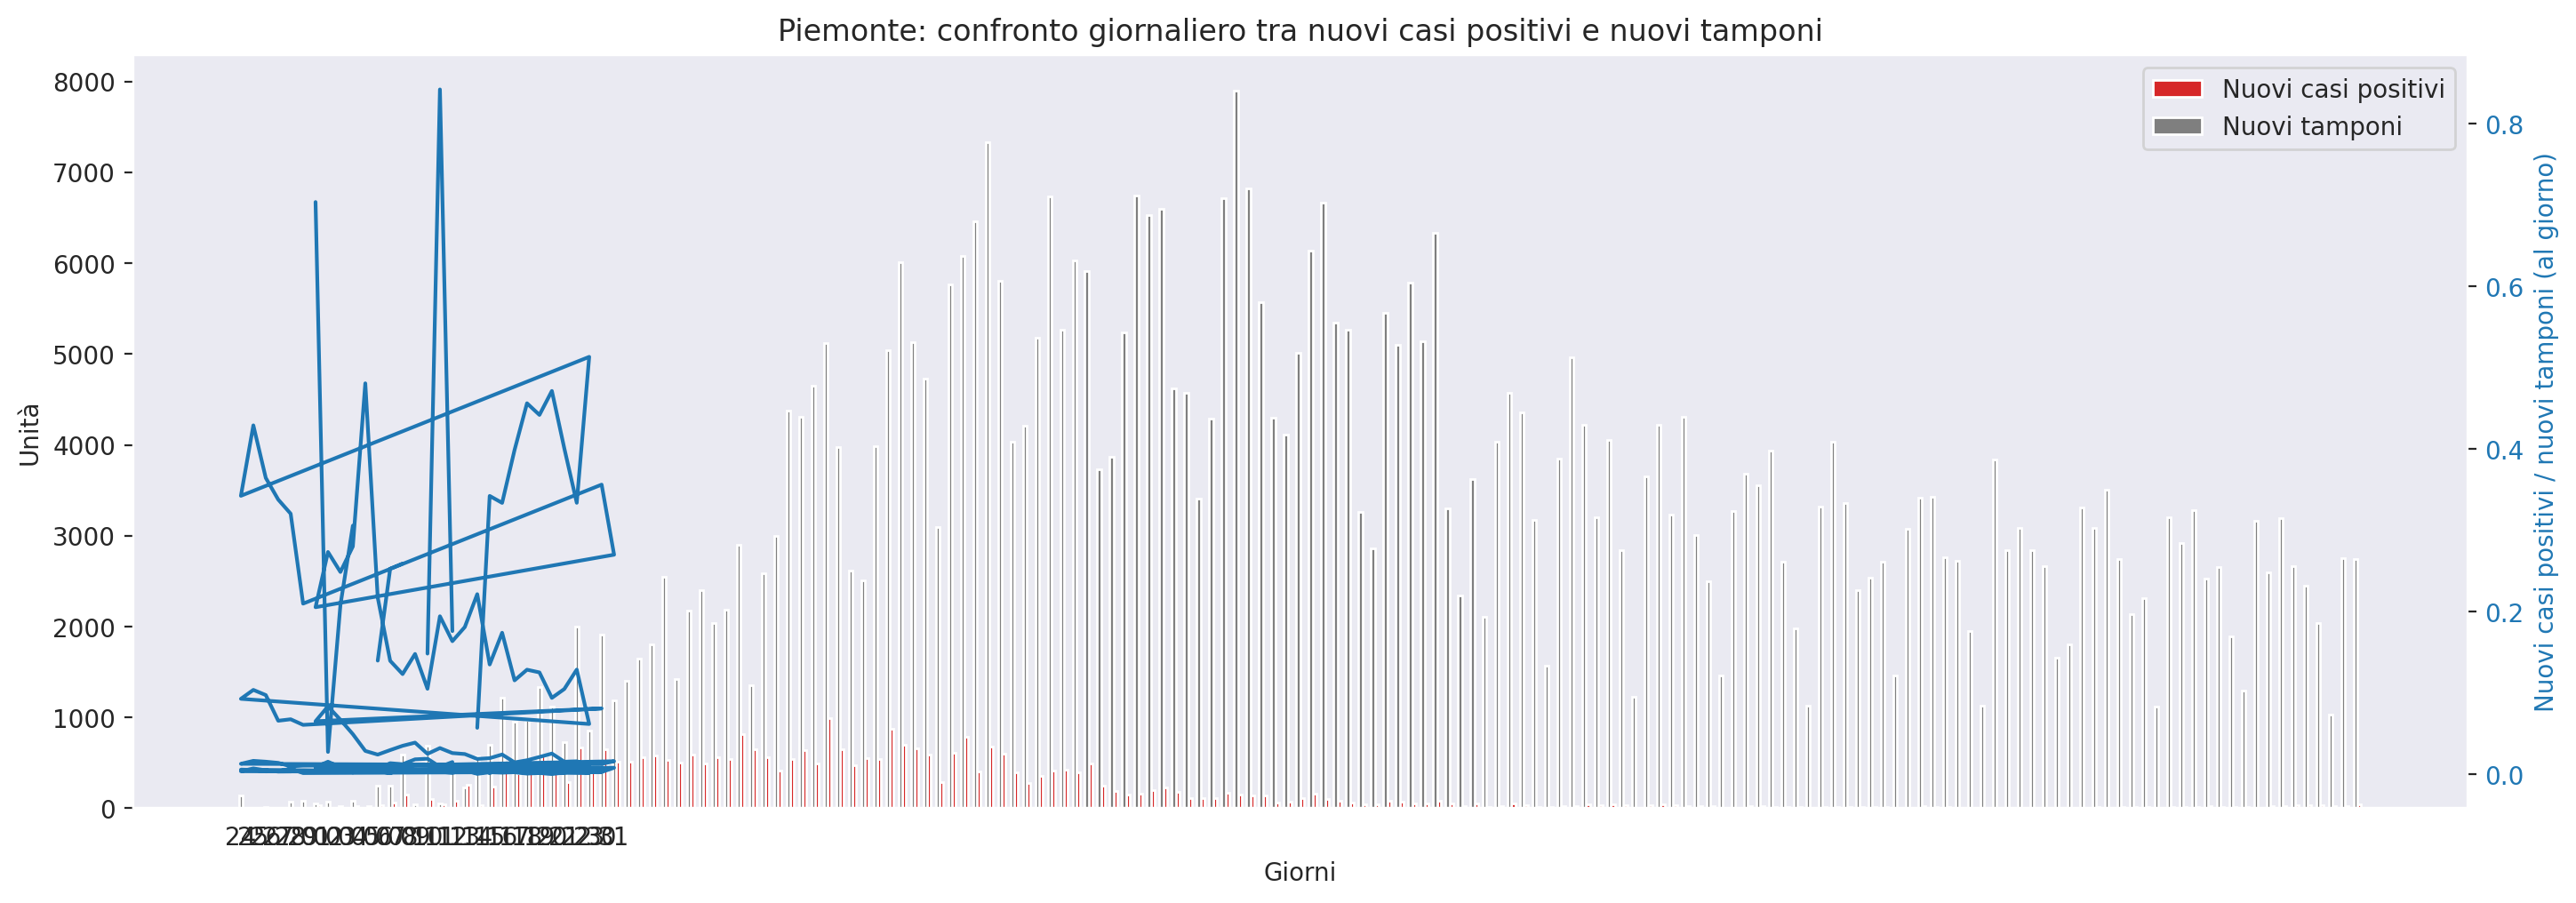 Piemonte: confronto giornaliero tra nuovi casi positivi e nuovi tamponi
Nuovi casi positivi
Nuovi tamponi
8000
7000
6000
5000
4000
3000
2000
1000
0
Unità
0.8
0.6
0.4
0.2
0.0
Nuovi casi positivi / nuovi tamponi (al giorno)
Giorni